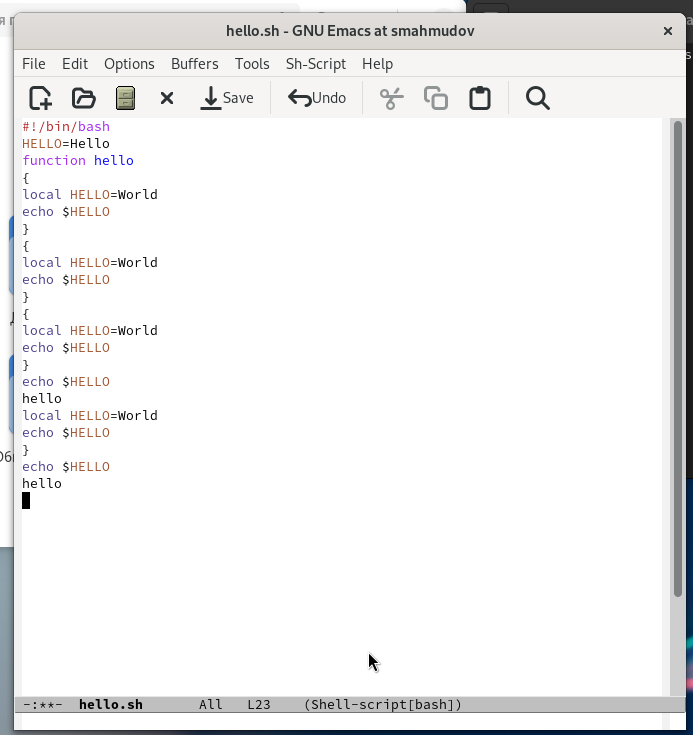 hello.sh - GNU Emacs at smahmudov
File Edit Options Buffers Tools Sh-Script Help
Save Undo
#!/bin/bash
HELLO=Hello
function hello
{
local HELLO=World
echo $HELLO
}
{
local HELLO=World
echo $HELLO
}
{
local HELLO=World
echo $HELLO
}
echo $HELLO
hello
local HELLO=World
echo $HELLO
}
echo $HELLO
hello
-:**- hello.sh All L23 (Shell-script[bash])